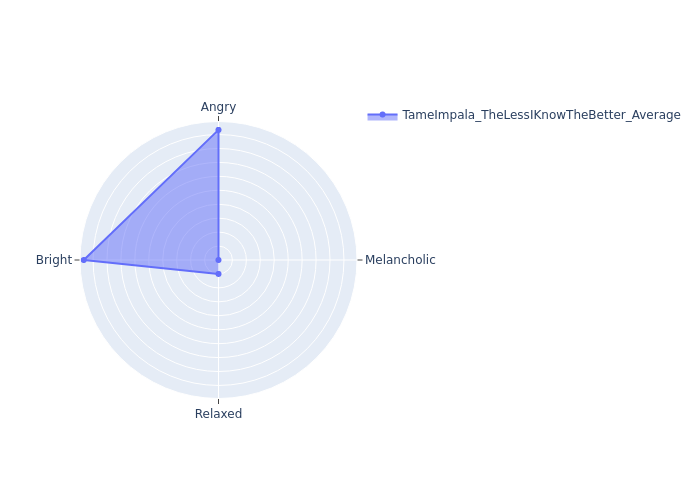 Angry
TameImpala_TheLessIKnowTheBetter_Average
Bright
Melancholic
Relaxed